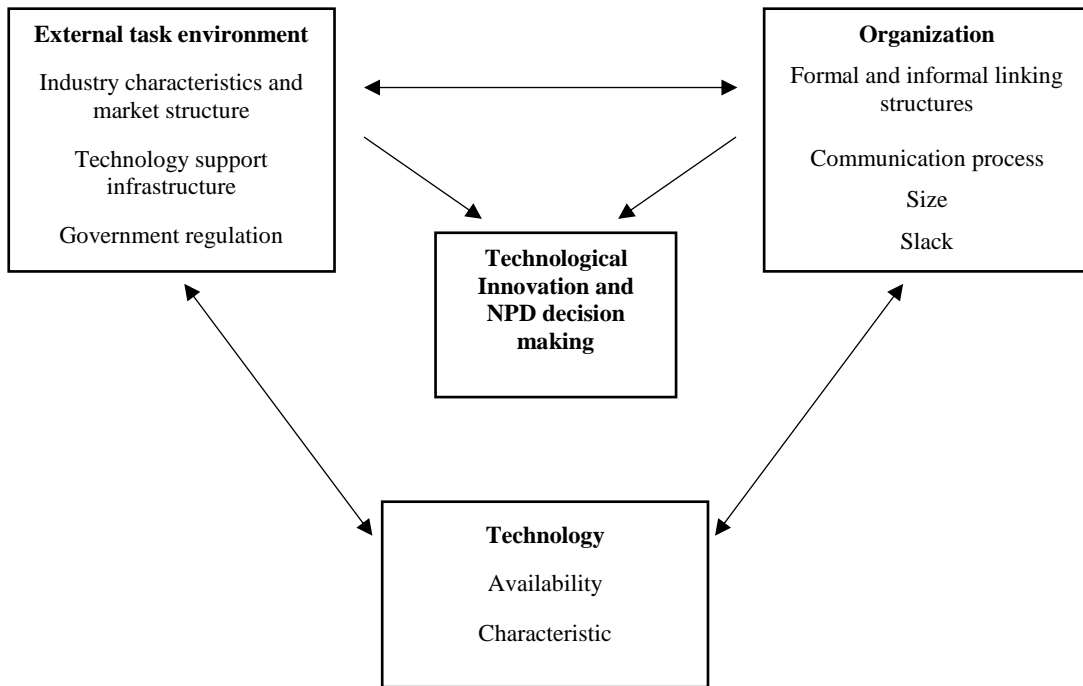 External task environment
Industry characteristics and
market structure
Technology support
infrastructure
Government regulation
Organization
Formal and informal linking
structures
Communication process
Size
Slack
Technological
Innovation and
NPD decision
making
Technology
Availability
Characteristic